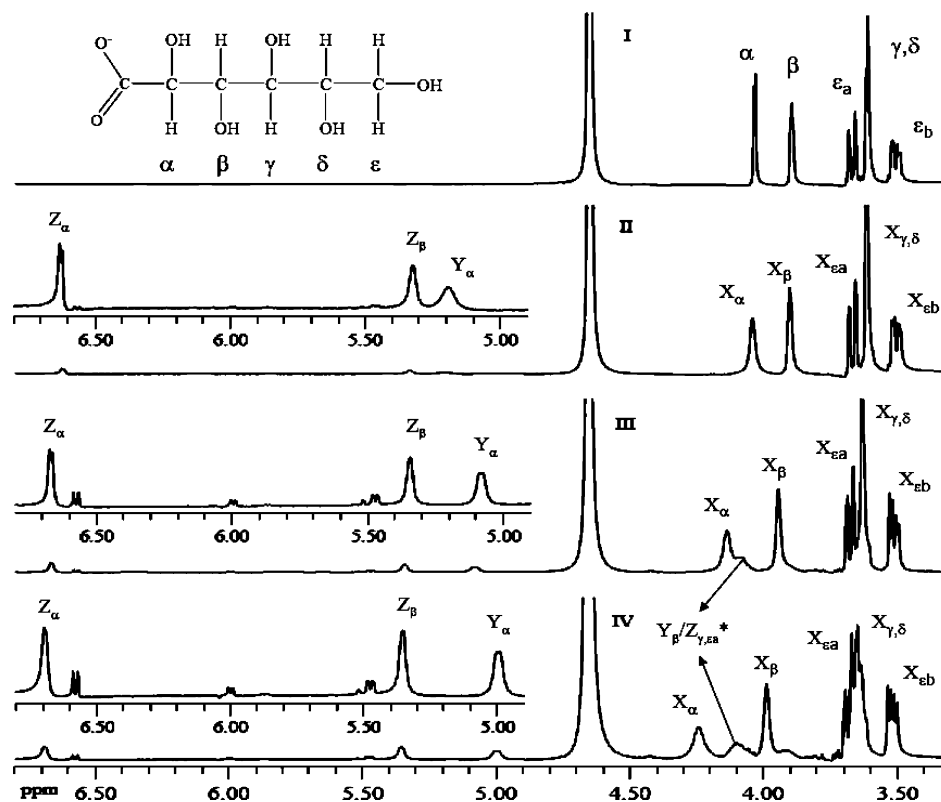 O⁻ OH H OH H H
C C C C C C OH
O H OH H OH H
α β γ δ ε
I
α
β
εa
γ,δ
εb
II
Zα
Zβ
Yα
Xα
Xβ
Xεa
Xγ,δ
Xεb
6.50 6.00 5.50 5.00
III
Zα
Zβ
Yα
Xα
Xβ
Xεa
Xγ,δ
Xεb
6.50 6.00 5.50 5.00
Yβ/Zγ,εa*
IV
Zα
Zβ
Yα
Xα
Xβ
Xεa
Xγ,δ
Xεb
6.50 6.00 5.50 5.00
ppm 6.50 6.00 5.50 5.00 4.50 4.00 3.50